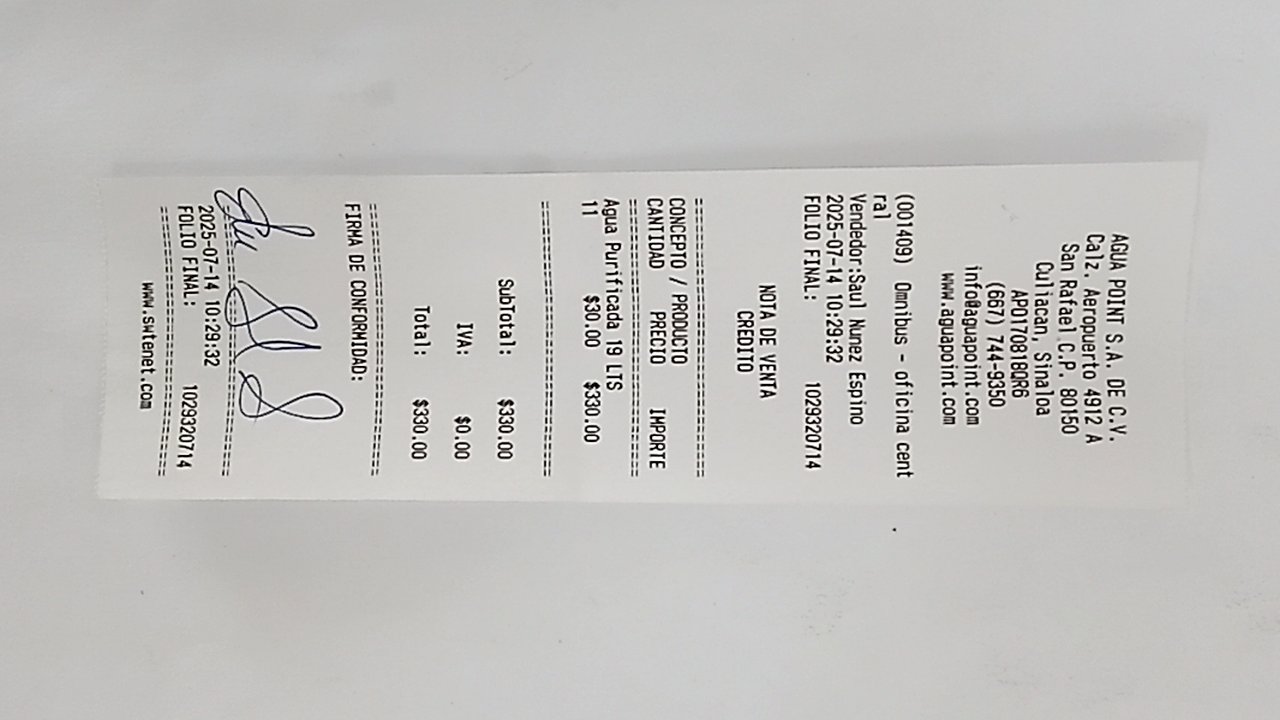 AGUA POINT S.A. DE C.V.
Calz. Aeropuerto 4912 A
San Rafael C.P. 80150
Culiacan, Sinaloa
APO170818QR6
(667) 744-9350
info@aguapoint.com
www.aguapoint.com
(001409) Omnibus - oficina cent
ral
Vendedor:Saul Nunez Espino
2025-07-14 10:29:32
FOLIO FINAL: 1029320714
NOTA DE VENTA
CREDITO
===============================
CONCEPTO / PRODUCTO
CANTIDAD PRECIO IMPORTE
===============================
Agua Purificada 19 LTS
11 $30.00 $330.00
===============================
SubTotal: $330.00
IVA: $0.00
Total: $330.00
===============================
FIRMA DE CONFORMIDAD:
===============================
2025-07-14 10:29:32
FOLIO FINAL: 1029320714
===============================
www.swtenet.com